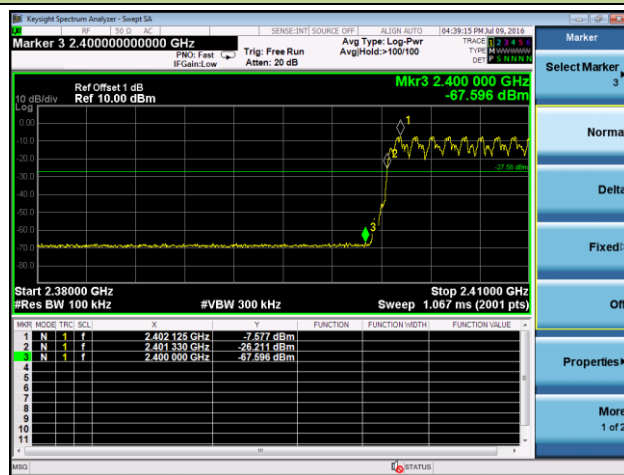 Keysight Spectrum Analyzer - Swept SA
RF 50 Ω AC SENSE:INT SOURCE OFF ALIGN AUTO 04:39:15 PM Jul 09, 2016
Marker 3 2.400000000000 GHz
PNO: Fast
IFGain:Low
Trig: Free Run
Atten: 20 dB
Avg Type: Log-Pwr
Avg|Hold:>100/100
TRACE 1 2 3 4 5 6
TYPE M
DET P S N N N N
Ref Offset 1 dB
Ref 10.00 dBm
10 dB/div
Log
Mkr3 2.400 000 GHz
-67.596 dBm
0.00
-10.0
-20.0
-30.0
-40.0
-50.0
-60.0
-70.0
-80.0
1
2
3
Start 2.38000 GHz
#Res BW 100 kHz
#VBW 300 kHz
Stop 2.41000 GHz
Sweep 1.067 ms (2001 pts)
MKR MODE TRC SCL X Y FUNCTION FUNCTION WIDTH FUNCTION VALUE
1 N 1 f 2.402 125 GHz -7.577 dBm
2 N 1 f 2.401 330 GHz -26.211 dBm
3 N 1 f 2.400 000 GHz -67.596 dBm
4
5
6
7
8
9
10
11
MSG
STATUS
Marker
Select Marker
3
Norma
Delta
Fixed
Off
Properties
More
1 of 2